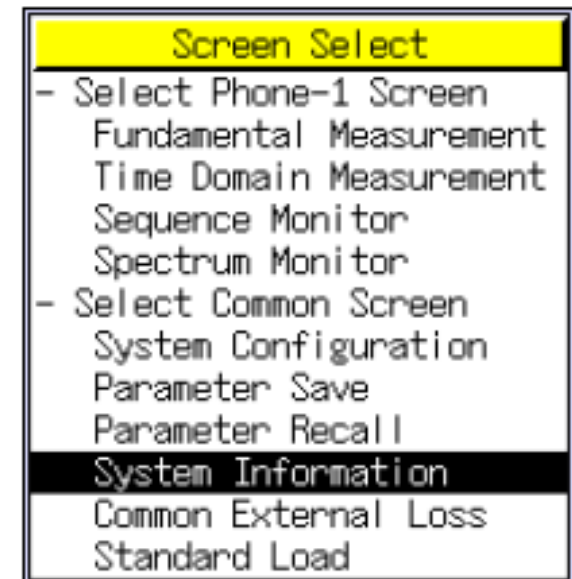 Screen Select
- Select Phone-1 Screen
Fundamental Measurement
Time Domain Measurement
Sequence Monitor
Spectrum Monitor
- Select Common Screen
System Configuration
Parameter Save
Parameter Recall
System Information
Common External Loss
Standard Load